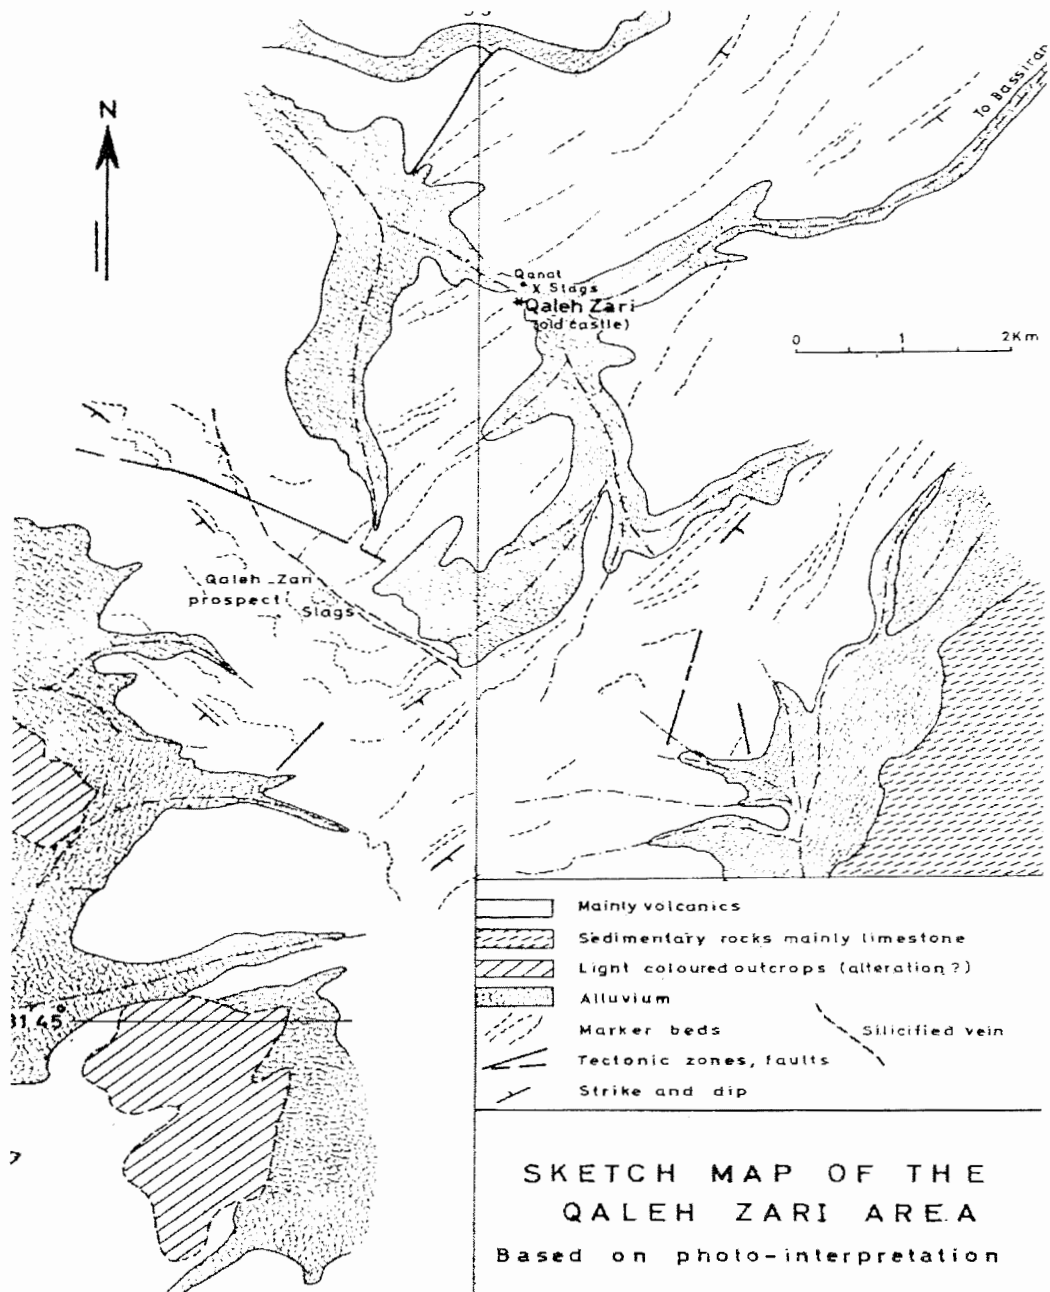 N
To Bassiran
Qanat
X Slags
*Qaleh Zari
(old castle)
0 1 2Km
Qaleh-Zari
prospect
Slags
31.45°
Mainly volcanics
Sedimentary rocks mainly limestone
Light coloured outcrops (alteration?)
Alluvium
Marker beds
Silicified vein
Tectonic zones, faults
Strike and dip
SKETCH MAP OF THE
QALEH ZARI AREA
Based on photo-interpretation